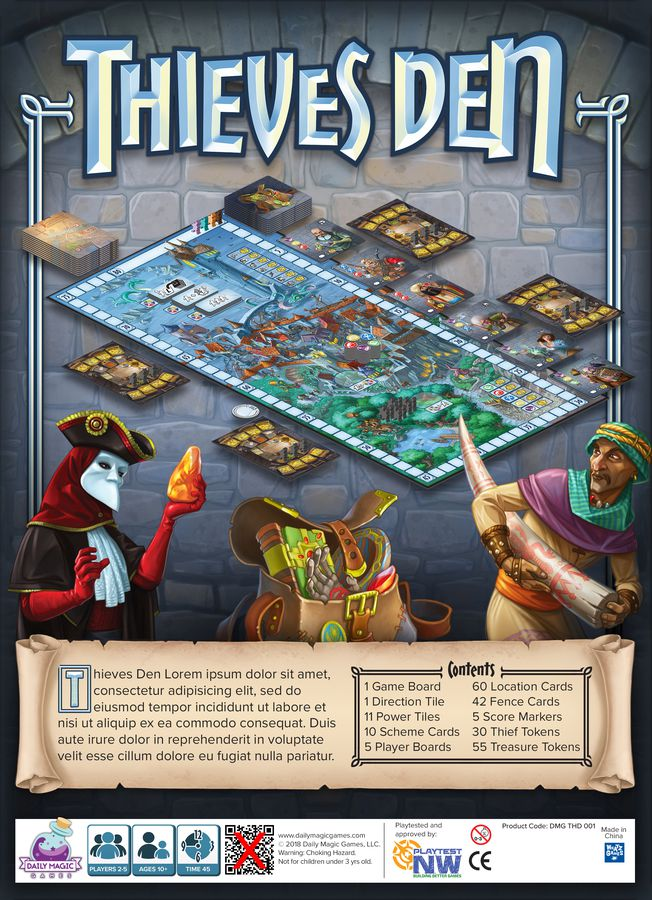 THIEVES DEN
Thieves Den Lorem ipsum dolor sit amet,
consectetur adipisicing elit, sed do
eiusmod tempor incididunt ut labore et
nisi ut aliquip ex ea commodo consequat. Duis
aute irure dolor in reprehenderit in voluptate
velit esse cillum dolore eu fugiat nulla pariatur.
Contents
1 Game Board
1 Direction Tile
11 Power Tiles
10 Scheme Cards
5 Player Boards
60 Location Cards
42 Fence Cards
5 Score Markers
30 Thief Tokens
55 Treasure Tokens
DAILY MAGIC
GAMES
PLAYERS 2-5
AGES 10+
12
6
TIME 45
www.dailymagicgames.com
© 2018 Daily Magic Games, LLC.
Warning: Choking Hazard.
Not for children under 3 yrs old.
Playtested and
approved by:
PLAYTEST
NW
BUILDING BETTER GAMES
0-3
CE
Product Code: DMG THD 001
Made in
China